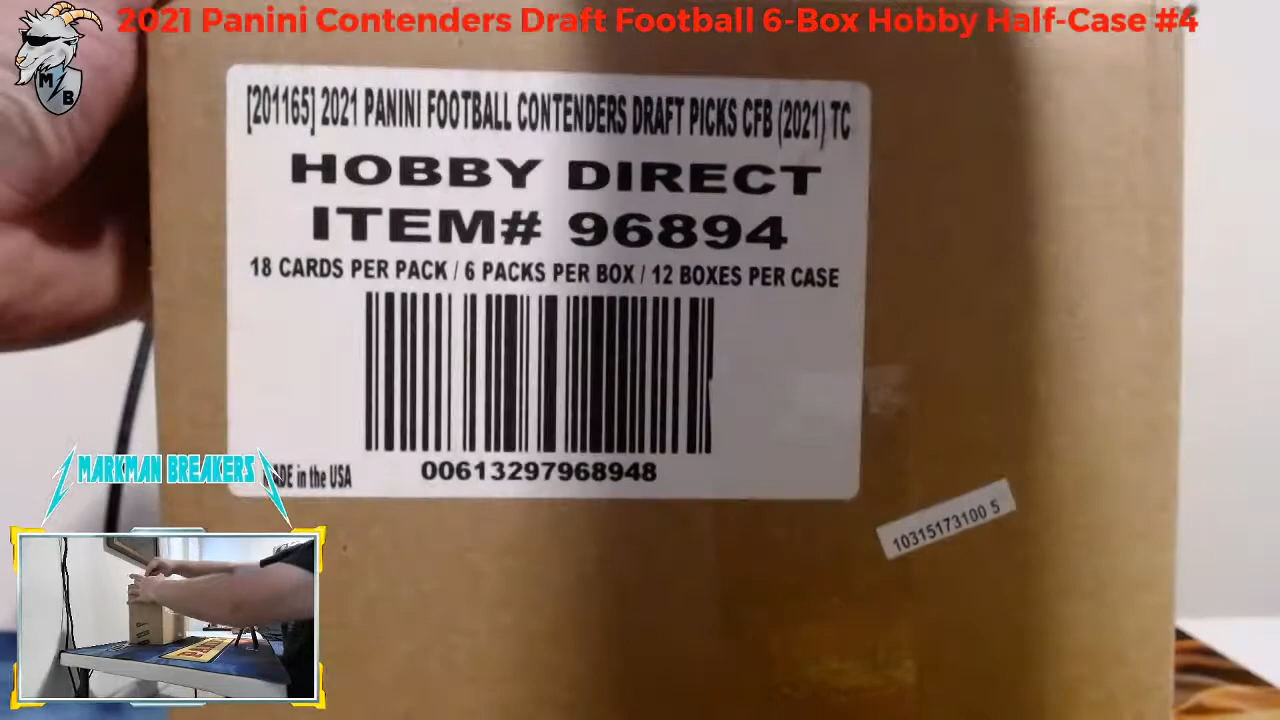 2021 Panini Contenders Draft Football 6-Box Hobby Half-Case #4
M
B
[201165] 2021 PANINI FOOTBALL CONTENDERS DRAFT PICKS CFB (2021) TC
HOBBY DIRECT
ITEM# 96894
18 CARDS PER PACK / 6 PACKS PER BOX / 12 BOXES PER CASE
00613297968948
in the USA
10315173100 5
MARKMAN BREAKERS
PANINI